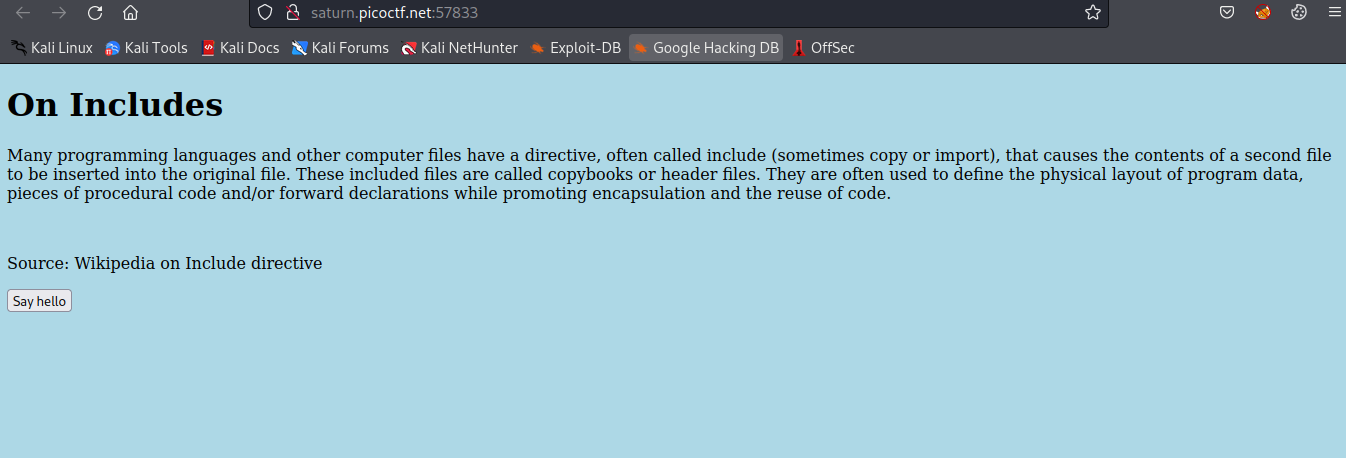 saturn.picoctf.net:57833
Kali Linux Kali Tools Kali Docs Kali Forums Kali NetHunter Exploit-DB Google Hacking DB OffSec
On Includes
Many programming languages and other computer files have a directive, often called include (sometimes copy or import), that causes the contents of a second file
to be inserted into the original file. These included files are called copybooks or header files. They are often used to define the physical layout of program data,
pieces of procedural code and/or forward declarations while promoting encapsulation and the reuse of code.
Source: Wikipedia on Include directive
Say hello